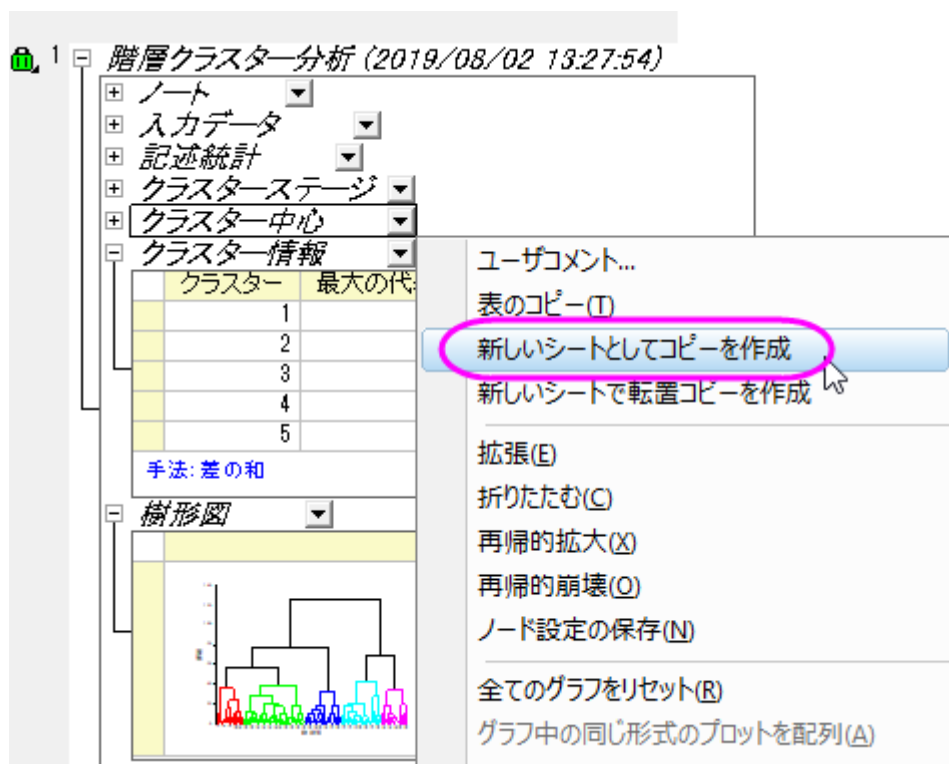 1 階層クラスター分析 (2019/08/02 13:27:54)
ノート
入力データ
記述統計
クラスターステージ
クラスター中心
クラスター情報
クラスター 最大の代
1
2
3
4
5
手法: 差の和
樹形図
ユーザコメント...
表のコピー(T)
新しいシートとしてコピーを作成
新しいシートで転置コピーを作成
拡張(E)
折りたたむ(C)
再帰的拡大(X)
再帰的崩壊(O)
ノード設定の保存(N)
全てのグラフをリセット(R)
グラフ中の同じ形式のプロットを配列(A)